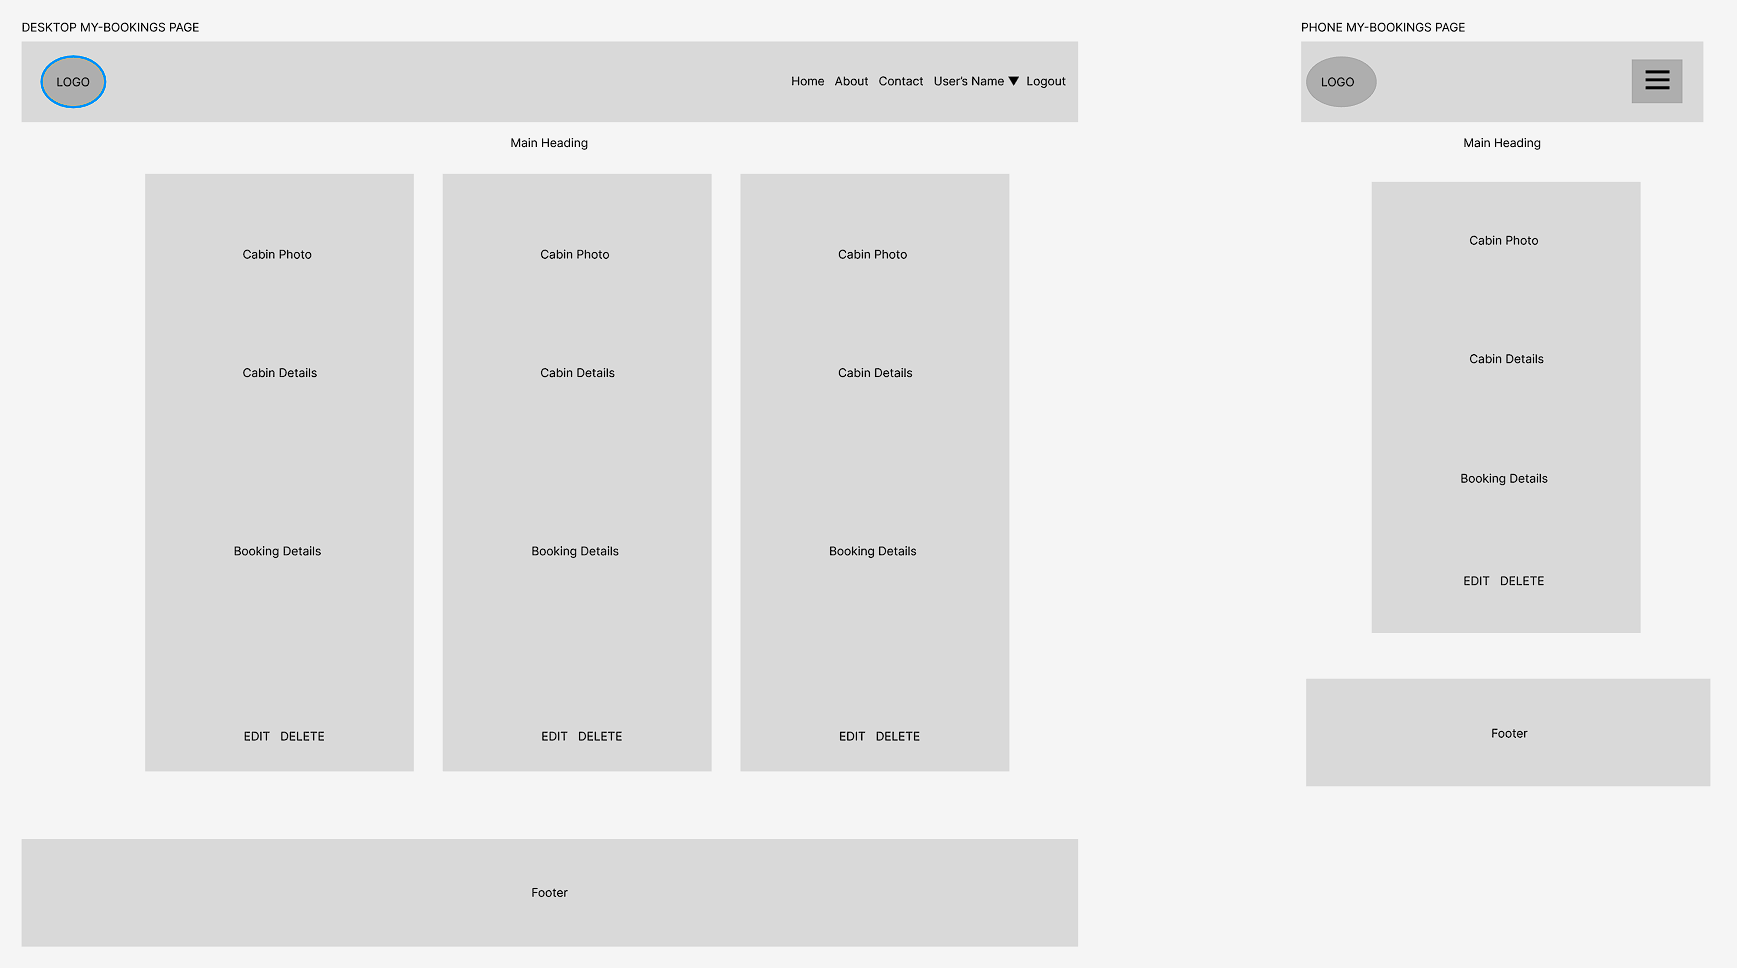 DESKTOP MY-BOOKINGS PAGE
LOGO
Home About Contact User's Name ▼ Logout
Main Heading
Cabin Photo
Cabin Details
Booking Details
EDIT DELETE
Cabin Photo
Cabin Details
Booking Details
EDIT DELETE
Cabin Photo
Cabin Details
Booking Details
EDIT DELETE
Footer
PHONE MY-BOOKINGS PAGE
LOGO
Main Heading
Cabin Photo
Cabin Details
Booking Details
EDIT DELETE
Footer